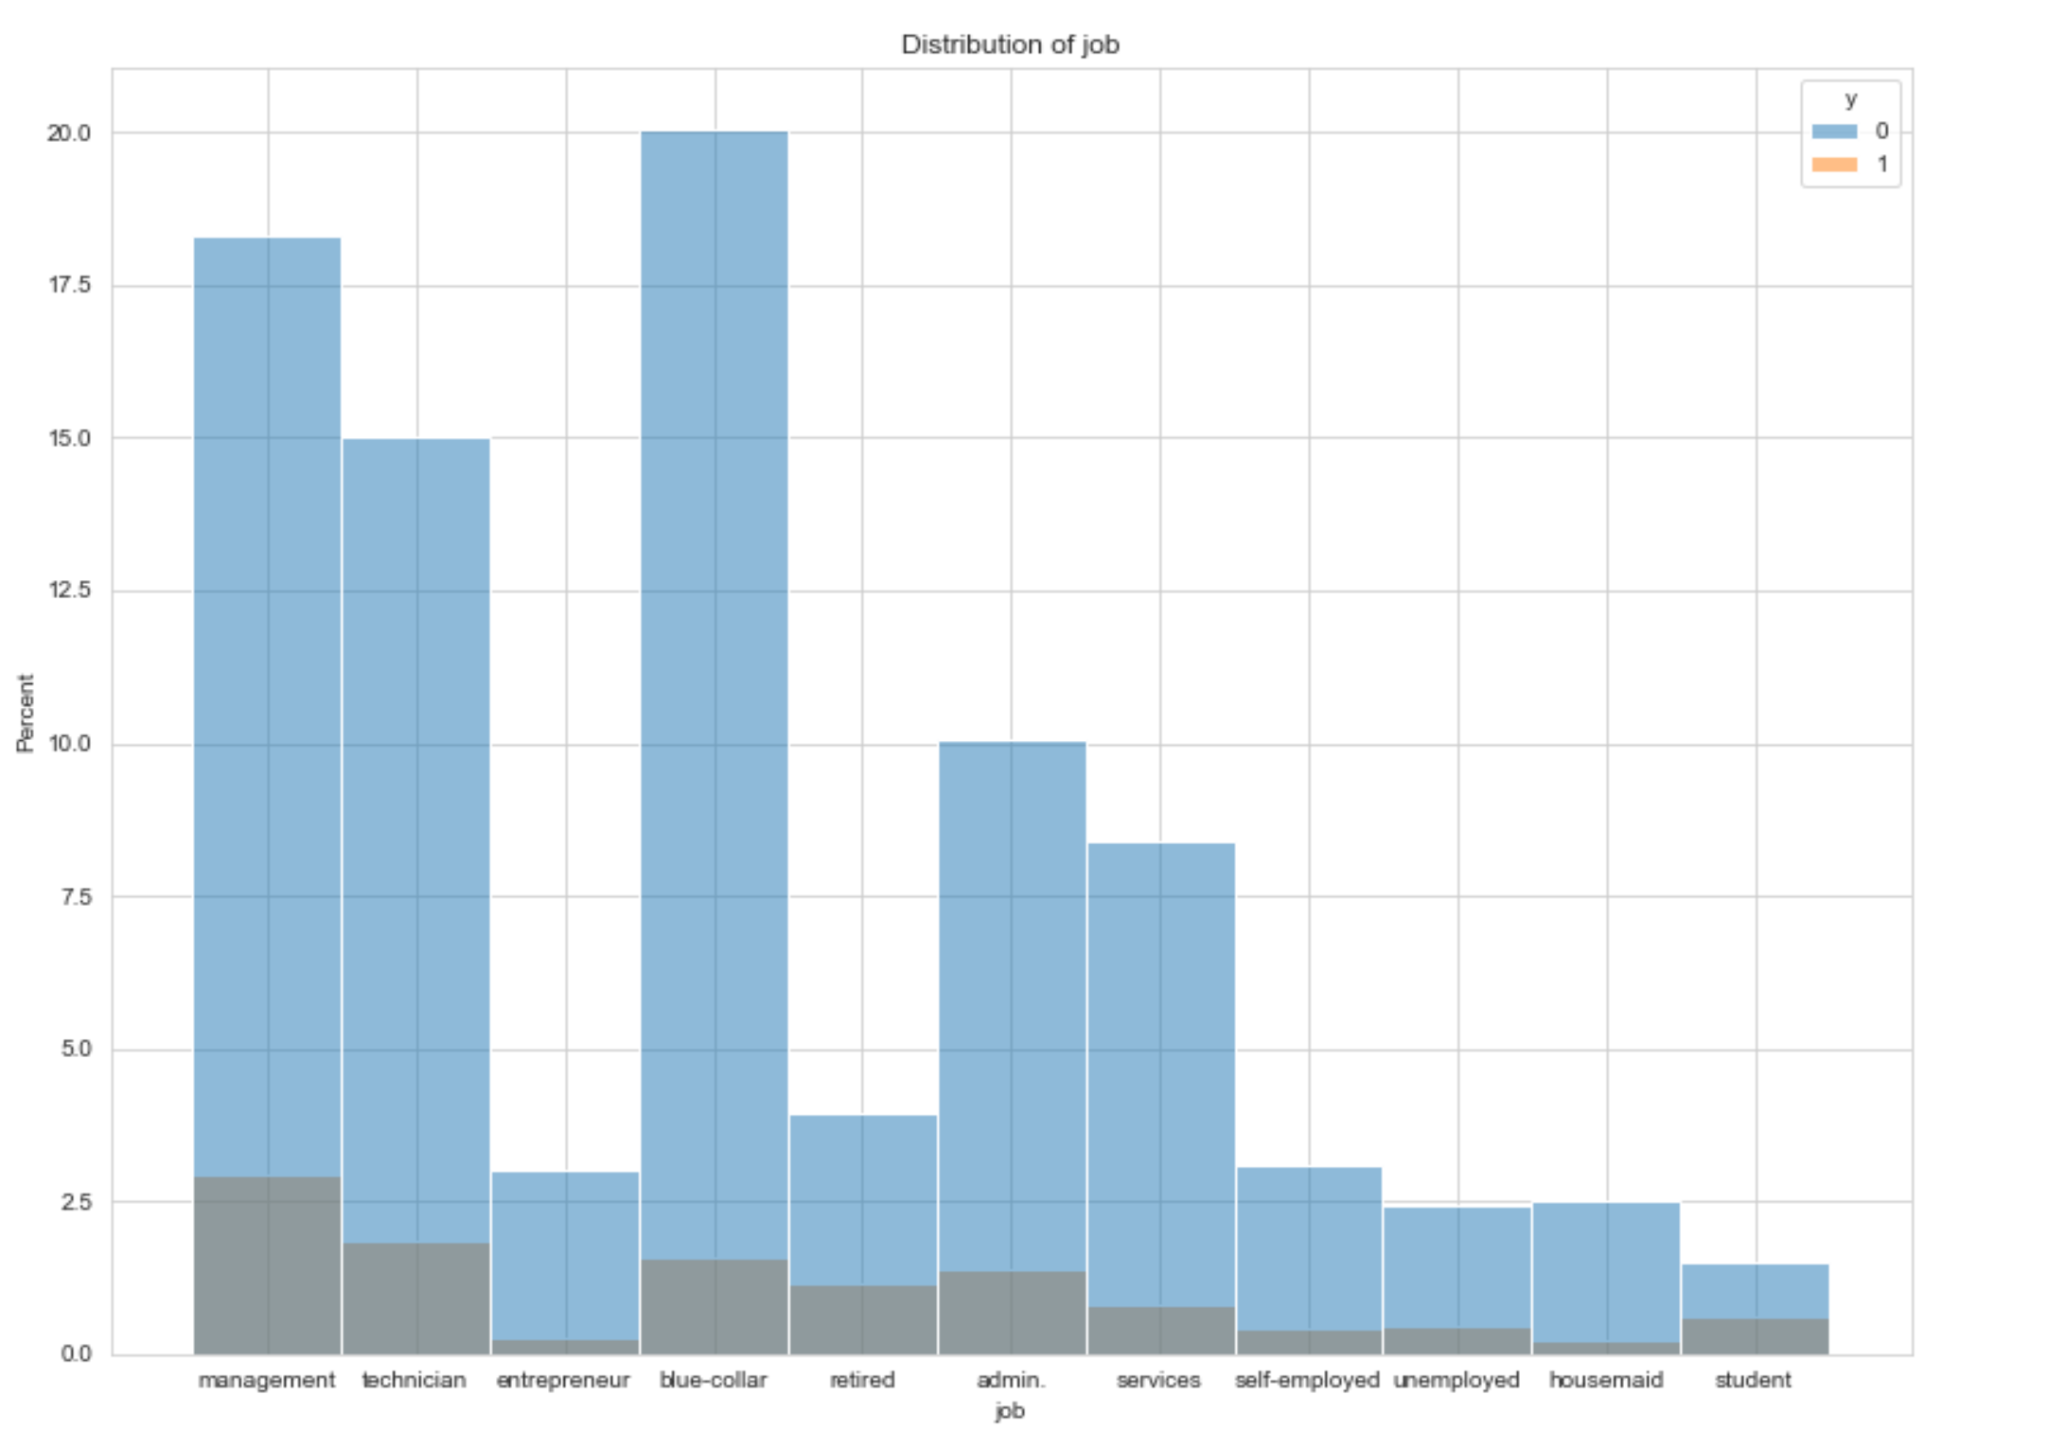 Distribution of job
y
0
1
20.0
17.5
15.0
12.5
10.0
7.5
5.0
2.5
0.0
Percent
management technician entrepreneur blue-collar retired admin. services self-employed unemployed housemaid student
job